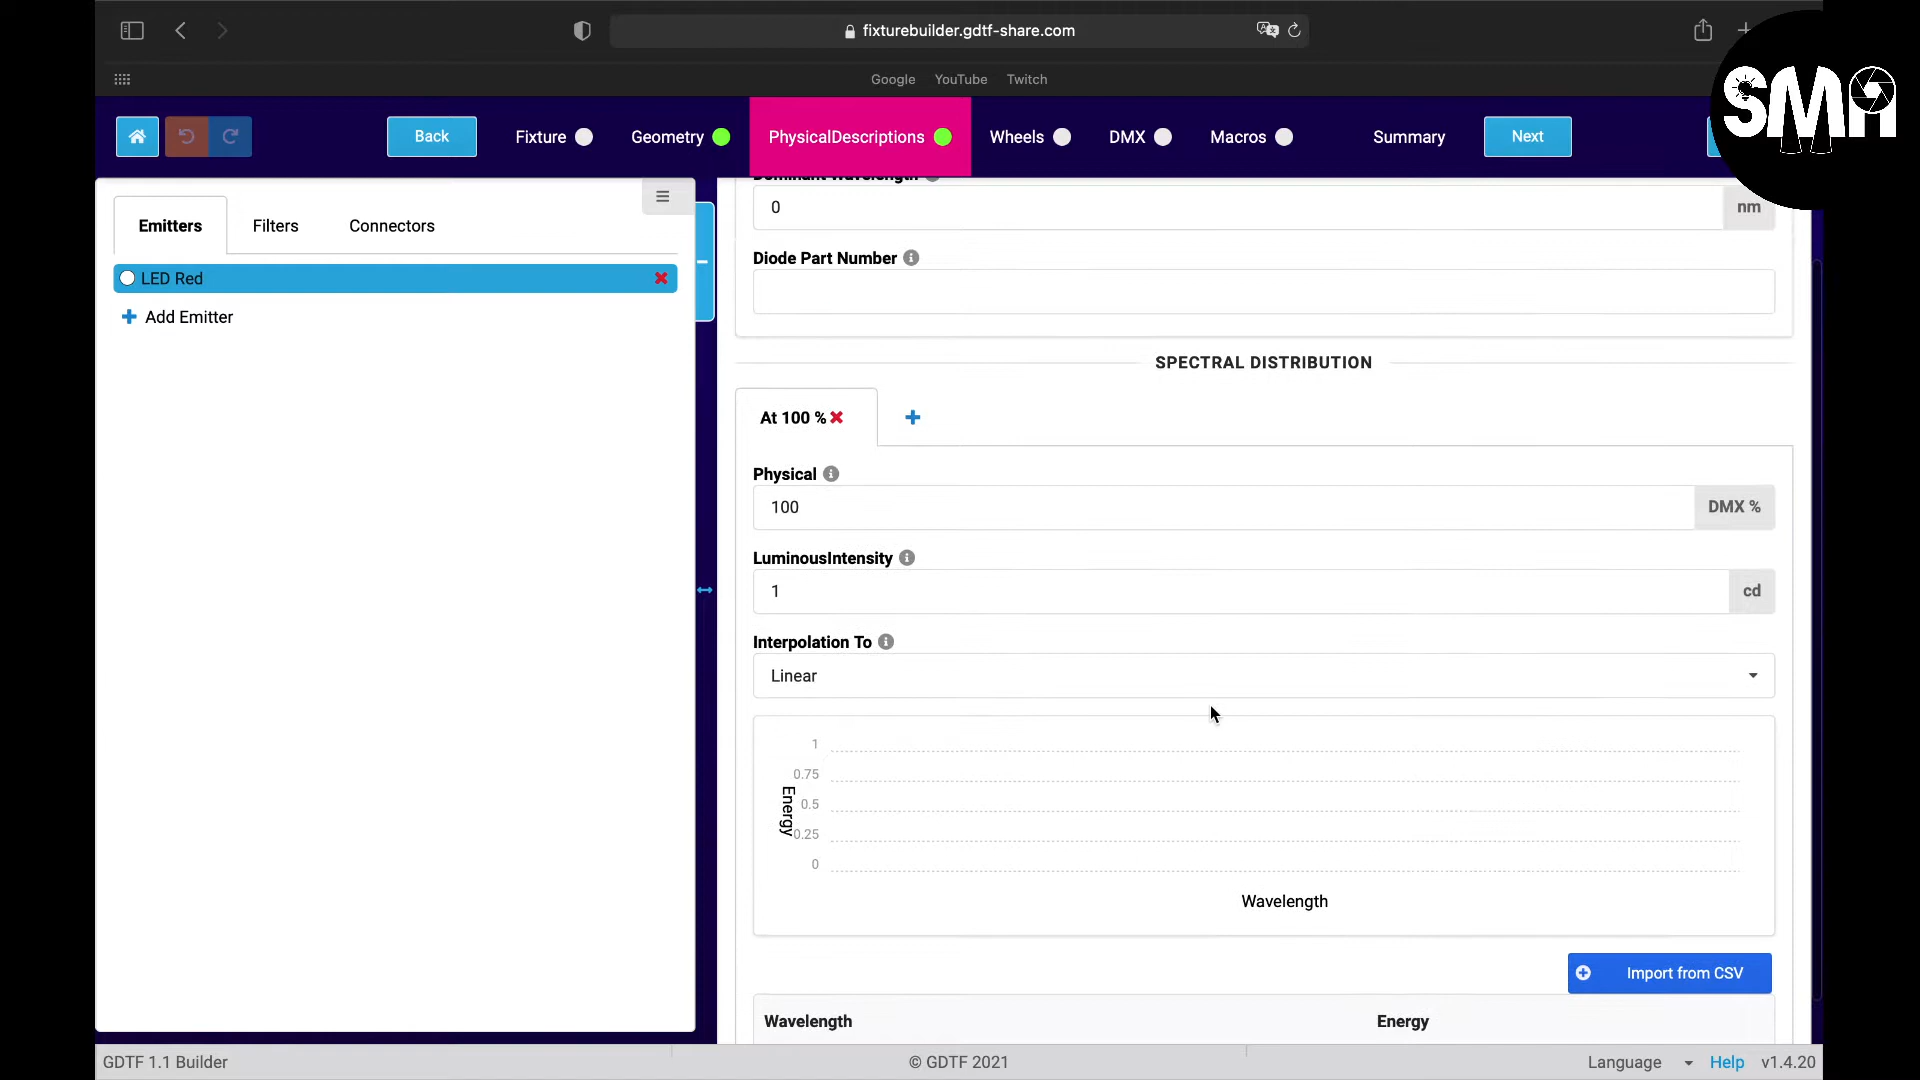 fixturebuilder.gdtf-share.com
Google YouTube Twitch
SMH
Back Fixture Geometry PhysicalDescriptions Wheels DMX Macros Summary Next
Emitters Filters Connectors
LED Red
Add Emitter
Dominant Wavelength
0 nm
Diode Part Number
SPECTRAL DISTRIBUTION
At 100 %
Physical
100 DMX %
LuminousIntensity
1 cd
Interpolation To
Linear
1
0.75
0.5
0.25
0
Energy
Wavelength
Import from CSV
Wavelength Energy
GDTF 1.1 Builder © GDTF 2021 Language Help v1.4.20